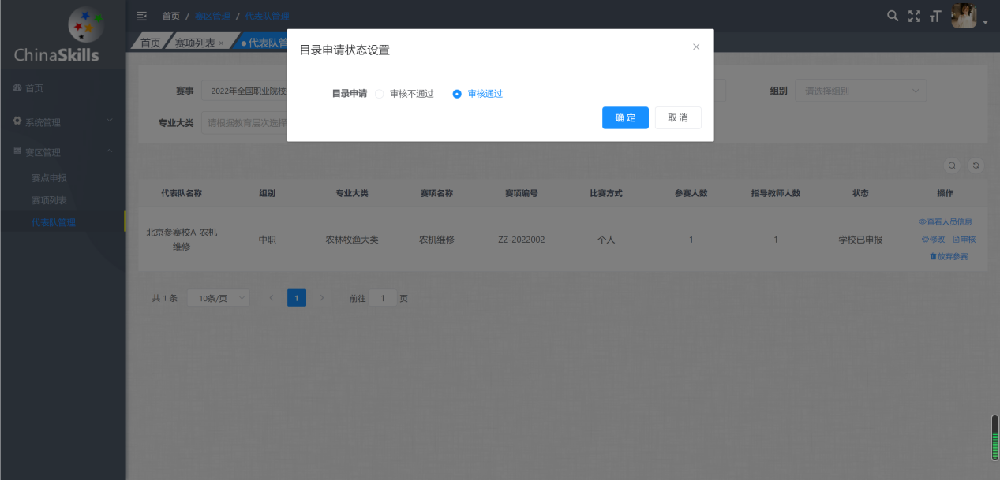 ChinaSkills
首页 / 赛区管理 / 代表队管理
首页 赛项列表 × 代表队管
首页
系统管理
赛区管理
赛点申报
赛项列表
代表队管理
目录申请状态设置
目录申请 审核不通过 审核通过
确 定 取 消
赛事 2022年全国职业院校 组别 请选择组别
专业大类 请根据教育层次选择
代表队名称 组别 专业大类 赛项名称 赛项编号 比赛方式 参赛人数 指导教师人数 状态 操作
北京参赛校A-农机维修 中职 农林牧渔大类 农机维修 ZZ-2022002 个人 1 1 学校已申报
查看人员信息
修改 审核
放弃参赛
共 1 条 10条/页 1 前往 1 页